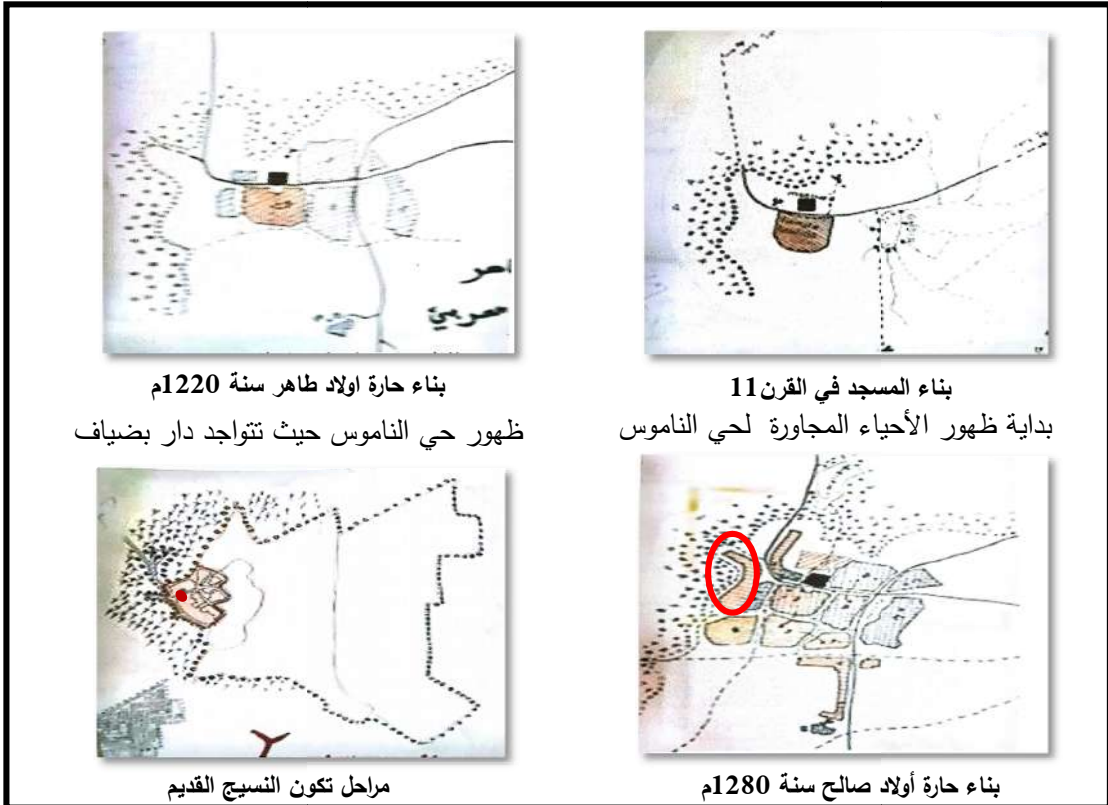 بناء المسجد في القرن11
بناء حارة اولاد طاهر سنة 1220م
بداية ظهور الأحياء المجاورة لحي الناموس
ظهور حي الناموس حيث تتواجد دار بضياف
بناء حارة أولاد صالح سنة 1280م
مراحل تكون النسيج القديم